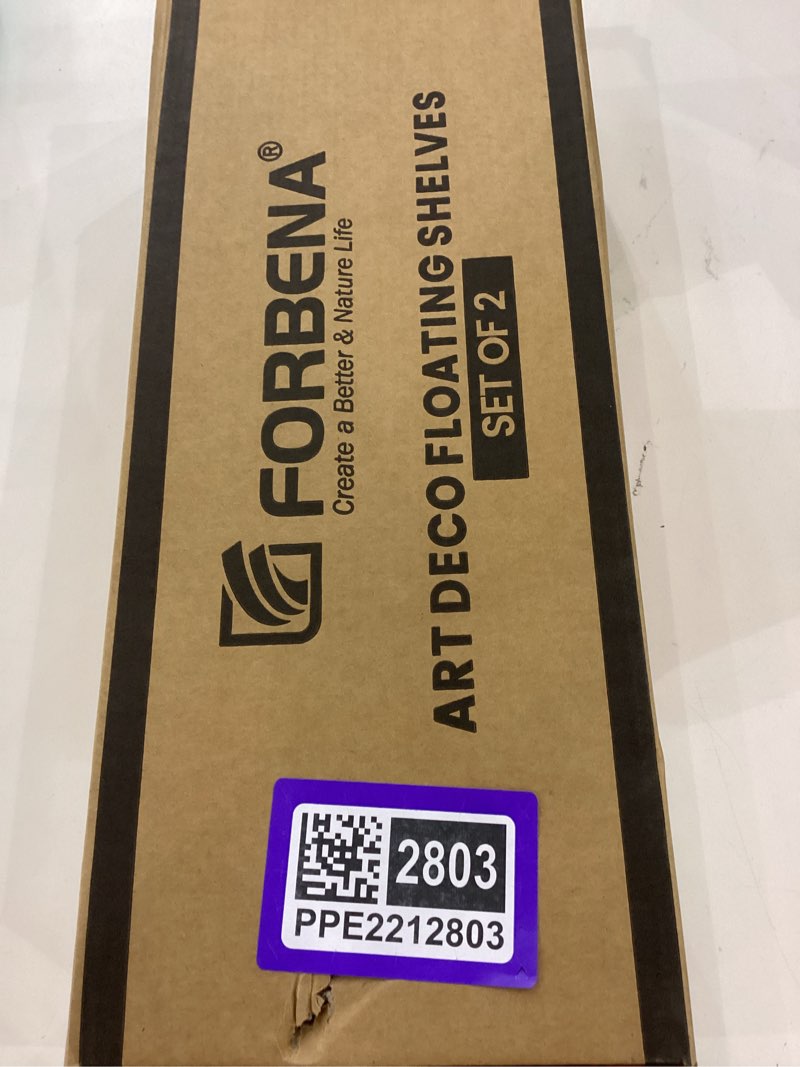 FORBENA®
Create a Better & Nature Life
ART DECO FLOATING SHELVES
SET OF 2
2803
PPE2212803